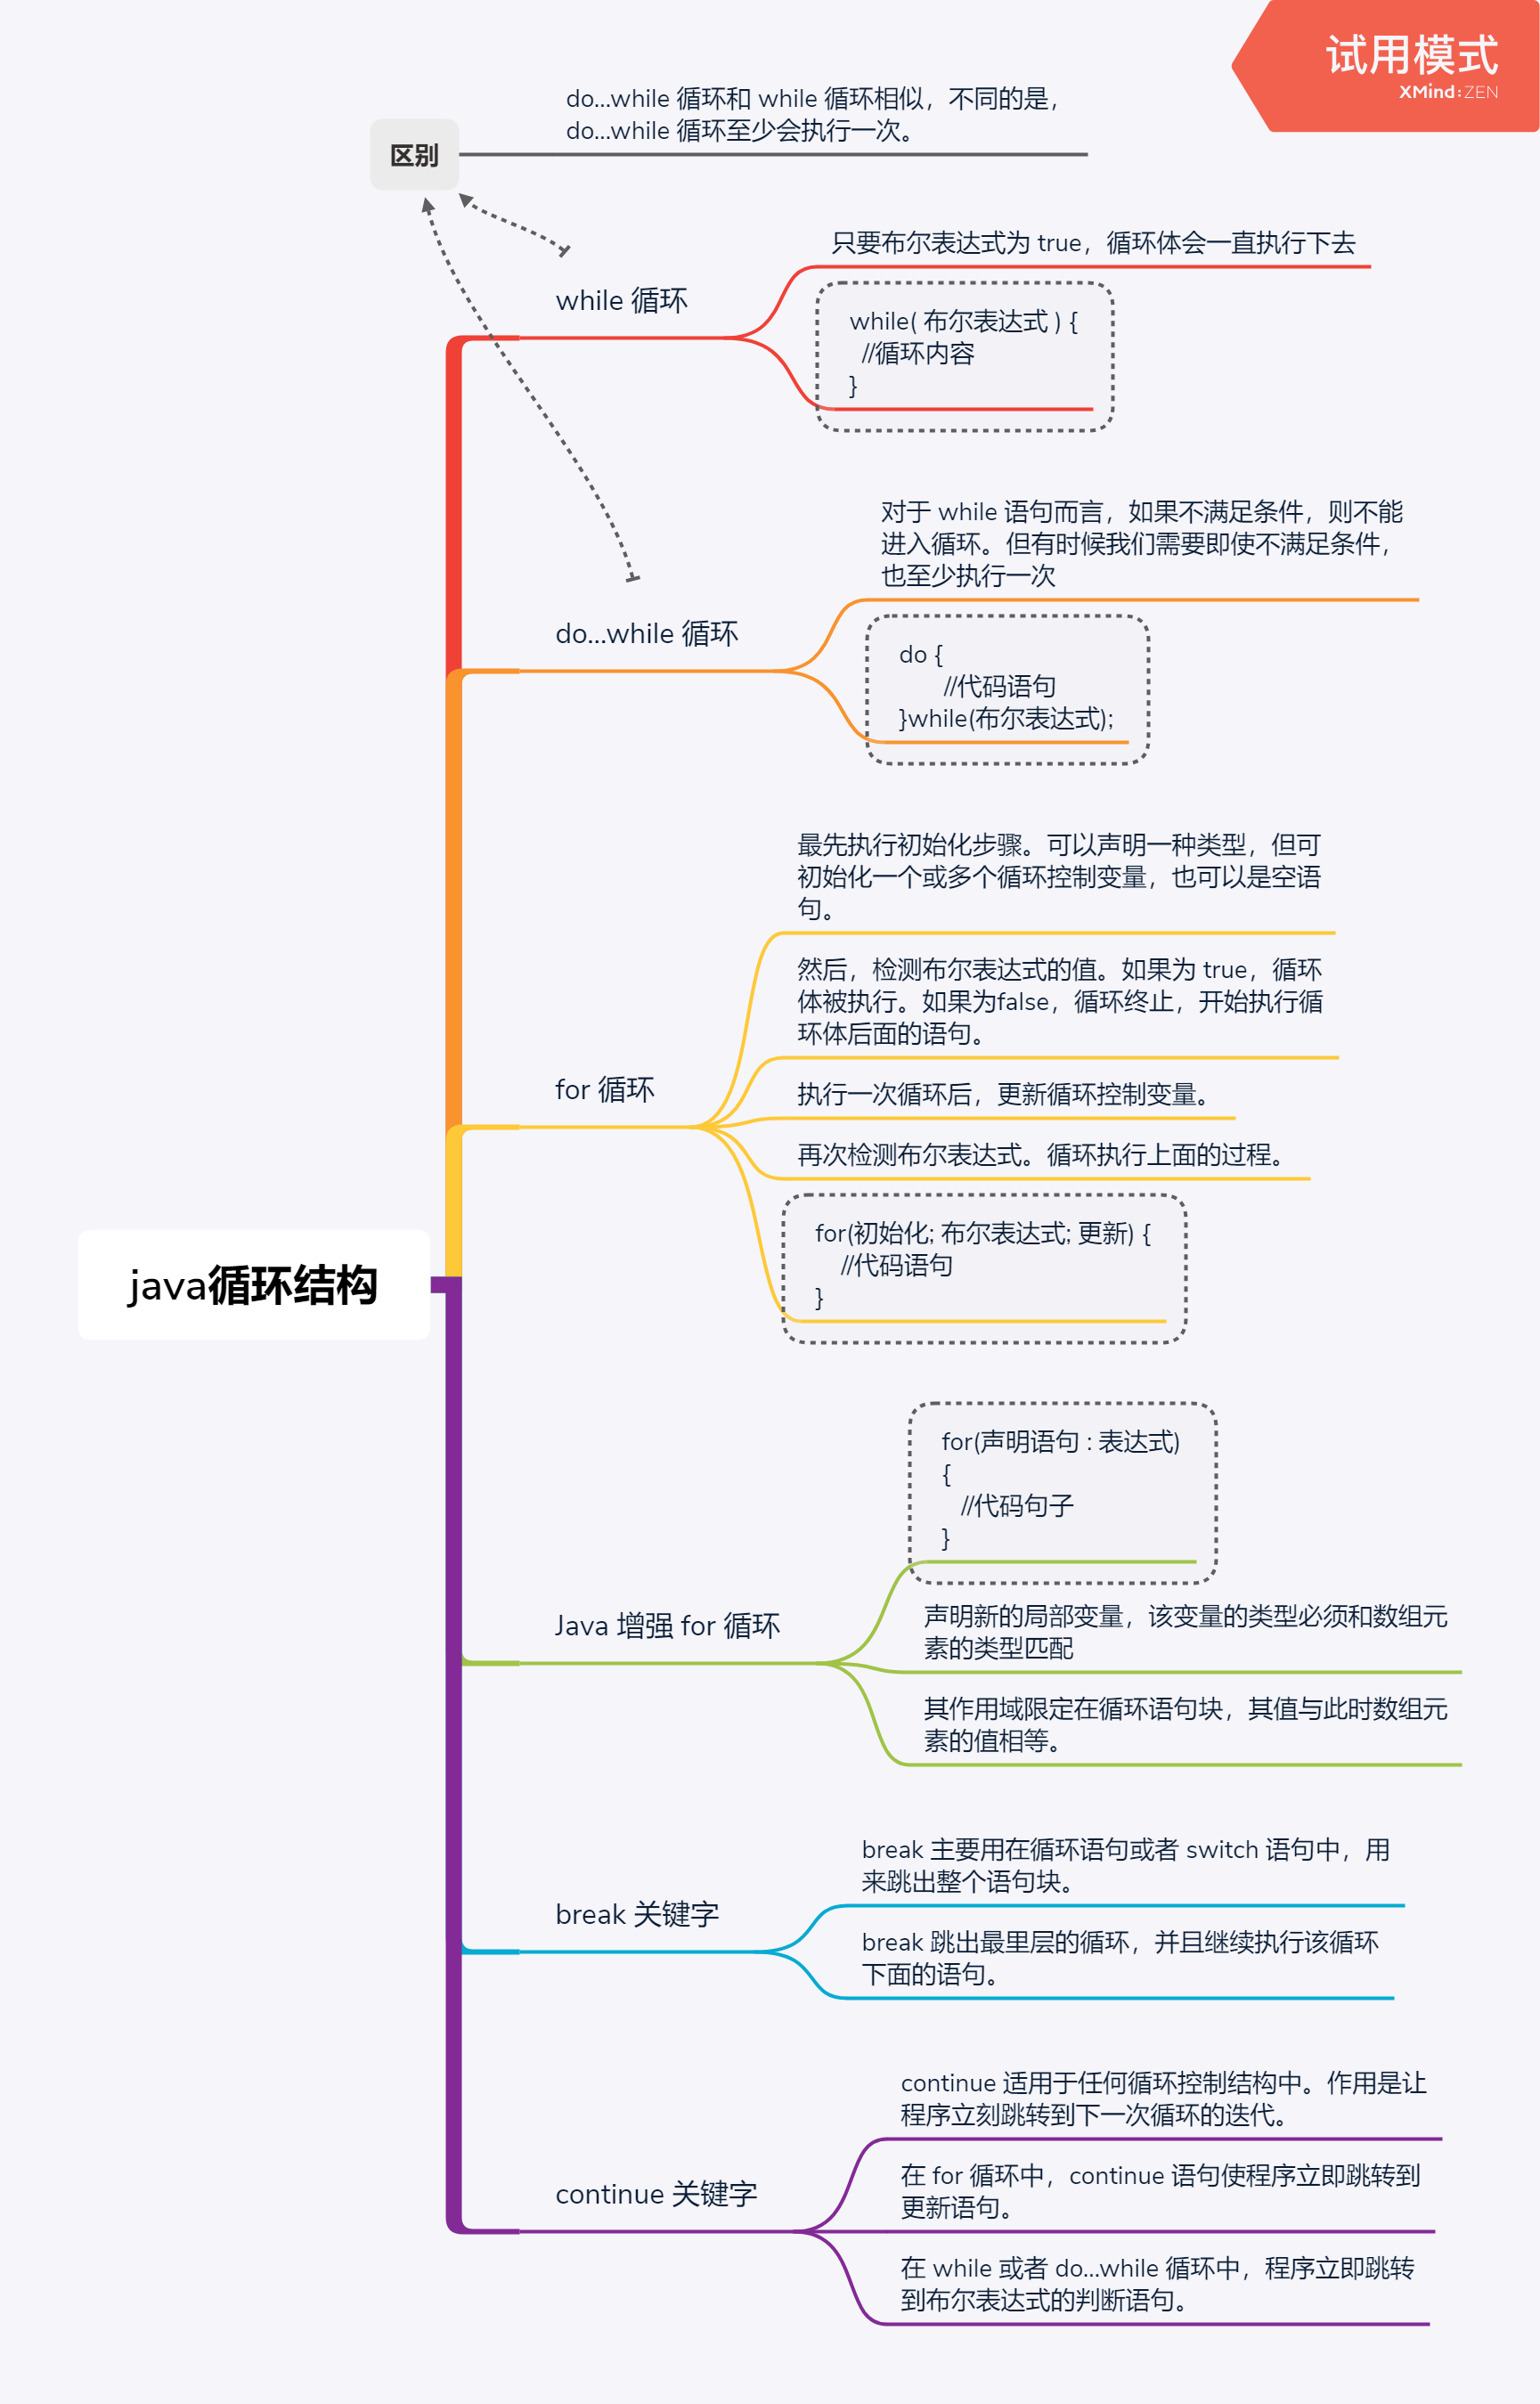 试用模式
XMind:ZEN
do...while 循环和 while 循环相似，不同的是，
do...while 循环至少会执行一次。
区别
只要布尔表达式为 true，循环体会一直执行下去
while 循环
while( 布尔表达式 ) {
//循环内容
}
对于 while 语句而言，如果不满足条件，则不能
进入循环。但有时候我们需要即使不满足条件，
也至少执行一次
do...while 循环
do {
//代码语句
}while(布尔表达式);
最先执行初始化步骤。可以声明一种类型，但可
初始化一个或多个循环控制变量，也可以是空语
句。
然后，检测布尔表达式的值。如果为 true，循环
体被执行。如果为false，循环终止，开始执行循
环体后面的语句。
for 循环
执行一次循环后，更新循环控制变量。
再次检测布尔表达式。循环执行上面的过程。
for(初始化; 布尔表达式; 更新) {
//代码语句
}
java循环结构
for(声明语句 : 表达式)
{
//代码句子
}
Java 增强 for 循环
声明新的局部变量，该变量的类型必须和数组元
素的类型匹配
其作用域限定在循环语句块，其值与此时数组元
素的值相等。
break 主要用在循环语句或者 switch 语句中，用
来跳出整个语句块。
break 关键字
break 跳出最里层的循环，并且继续执行该循环
下面的语句。
continue 适用于任何循环控制结构中。作用是让
程序立刻跳转到下一次循环的迭代。
continue 关键字
在 for 循环中，continue 语句使程序立即跳转到
更新语句。
在 while 或者 do...while 循环中，程序立即跳转
到布尔表达式的判断语句。